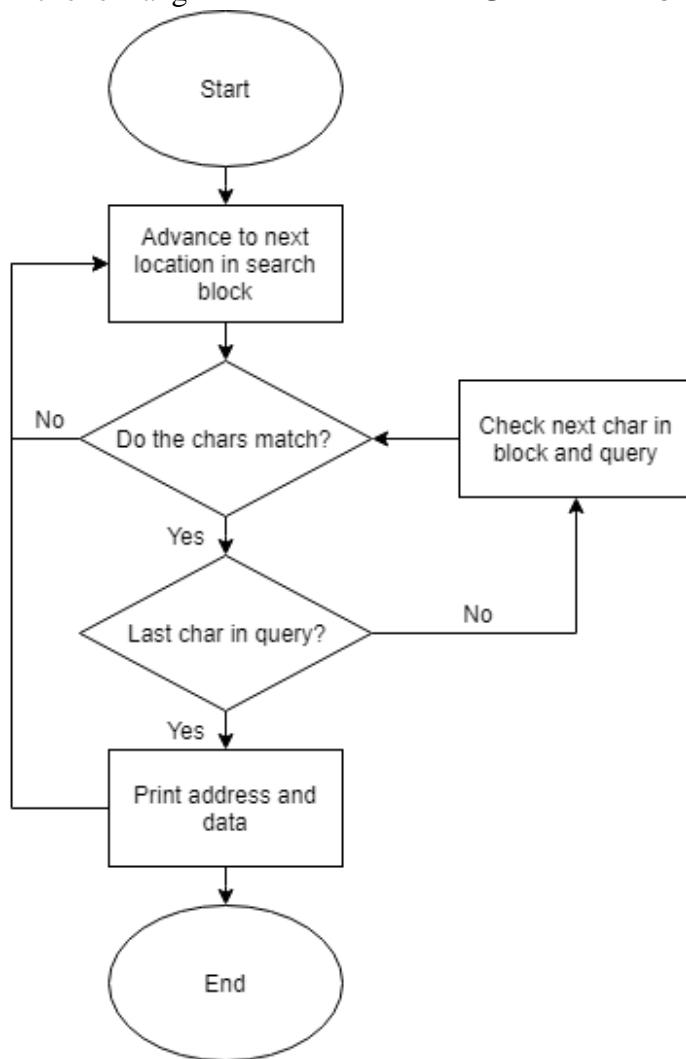 Start
Advance to next
location in search
block
No
Do the chars match?
Check next char in
block and query
Yes
Last char in query?
No
Yes
Print address and
data
End